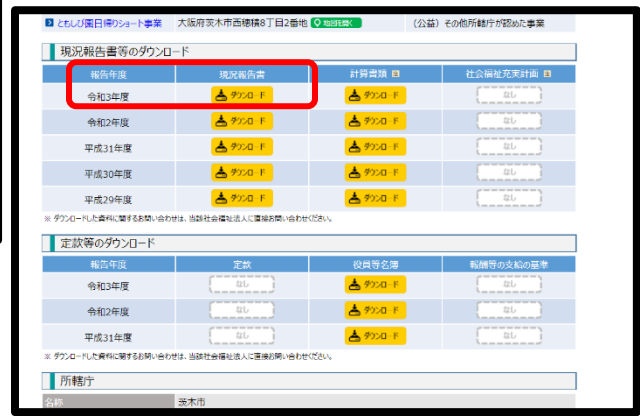 ともしび園日帰りショート事業 大阪府茨木市西穂積8丁目2番地 地図を開く (公益)その他所轄庁が認めた事業
現況報告書等のダウンロード
報告年度 現況報告書 計算書類 社会福祉充実計画
令和3年度 ダウンロード ダウンロード なし
令和2年度 ダウンロード ダウンロード なし
平成31年度 ダウンロード ダウンロード なし
平成30年度 ダウンロード ダウンロード なし
平成29年度 ダウンロード ダウンロード なし
※ ダウンロードした資料に関するお問い合わせは、当該社会福祉法人に直接お問い合わせください。
定款等のダウンロード
報告年度 定款 役員等名簿 報酬等の支給の基準
令和3年度 なし ダウンロード なし
令和2年度 なし ダウンロード なし
平成31年度 なし ダウンロード なし
※ ダウンロードした資料に関するお問い合わせは、当該社会福祉法人に直接お問い合わせください。
所轄庁
名称 茨木市